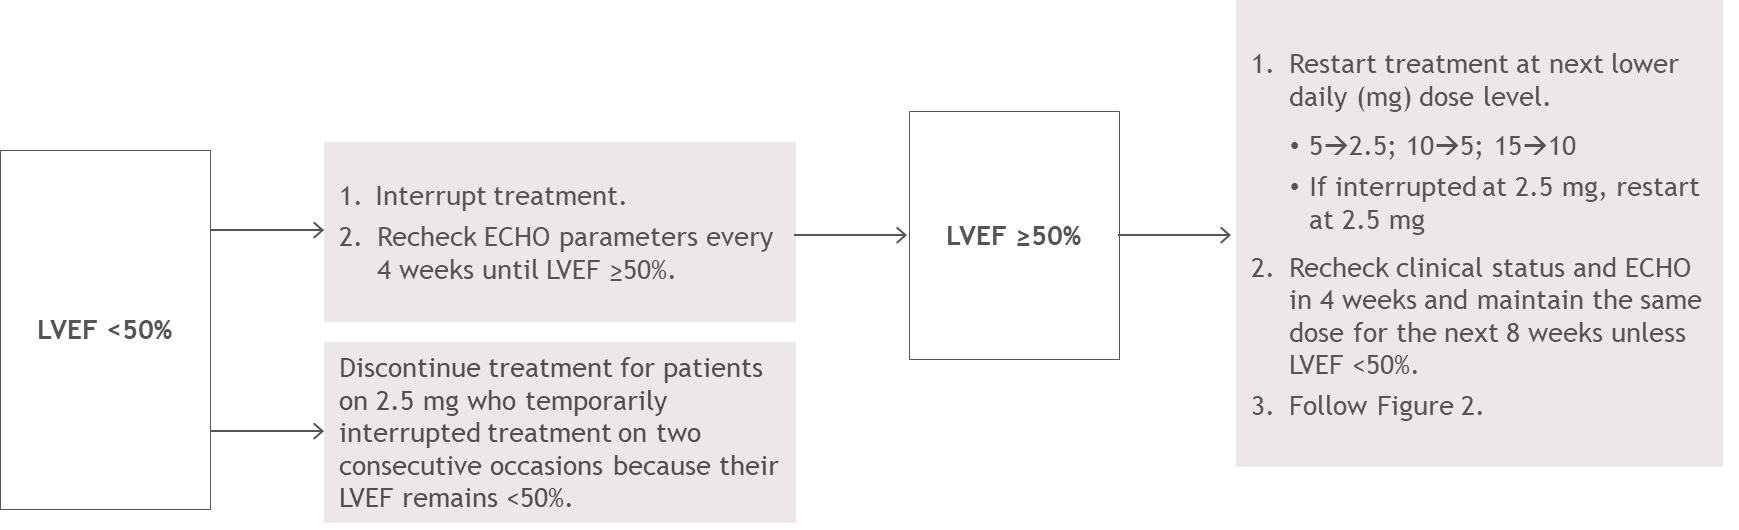 LVEF <50%
1. Interrupt treatment.
2. Recheck ECHO parameters every
4 weeks until LVEF ≥50%.
Discontinue treatment for patients
on 2.5 mg who temporarily
interrupted treatment on two
consecutive occasions because their
LVEF remains <50%.
LVEF ≥50%
1. Restart treatment at next lower
daily (mg) dose level.
• 5→2.5; 10→5; 15→10
• If interrupted at 2.5 mg, restart
at 2.5 mg
2. Recheck clinical status and ECHO
in 4 weeks and maintain the same
dose for the next 8 weeks unless
LVEF <50%.
3. Follow Figure 2.